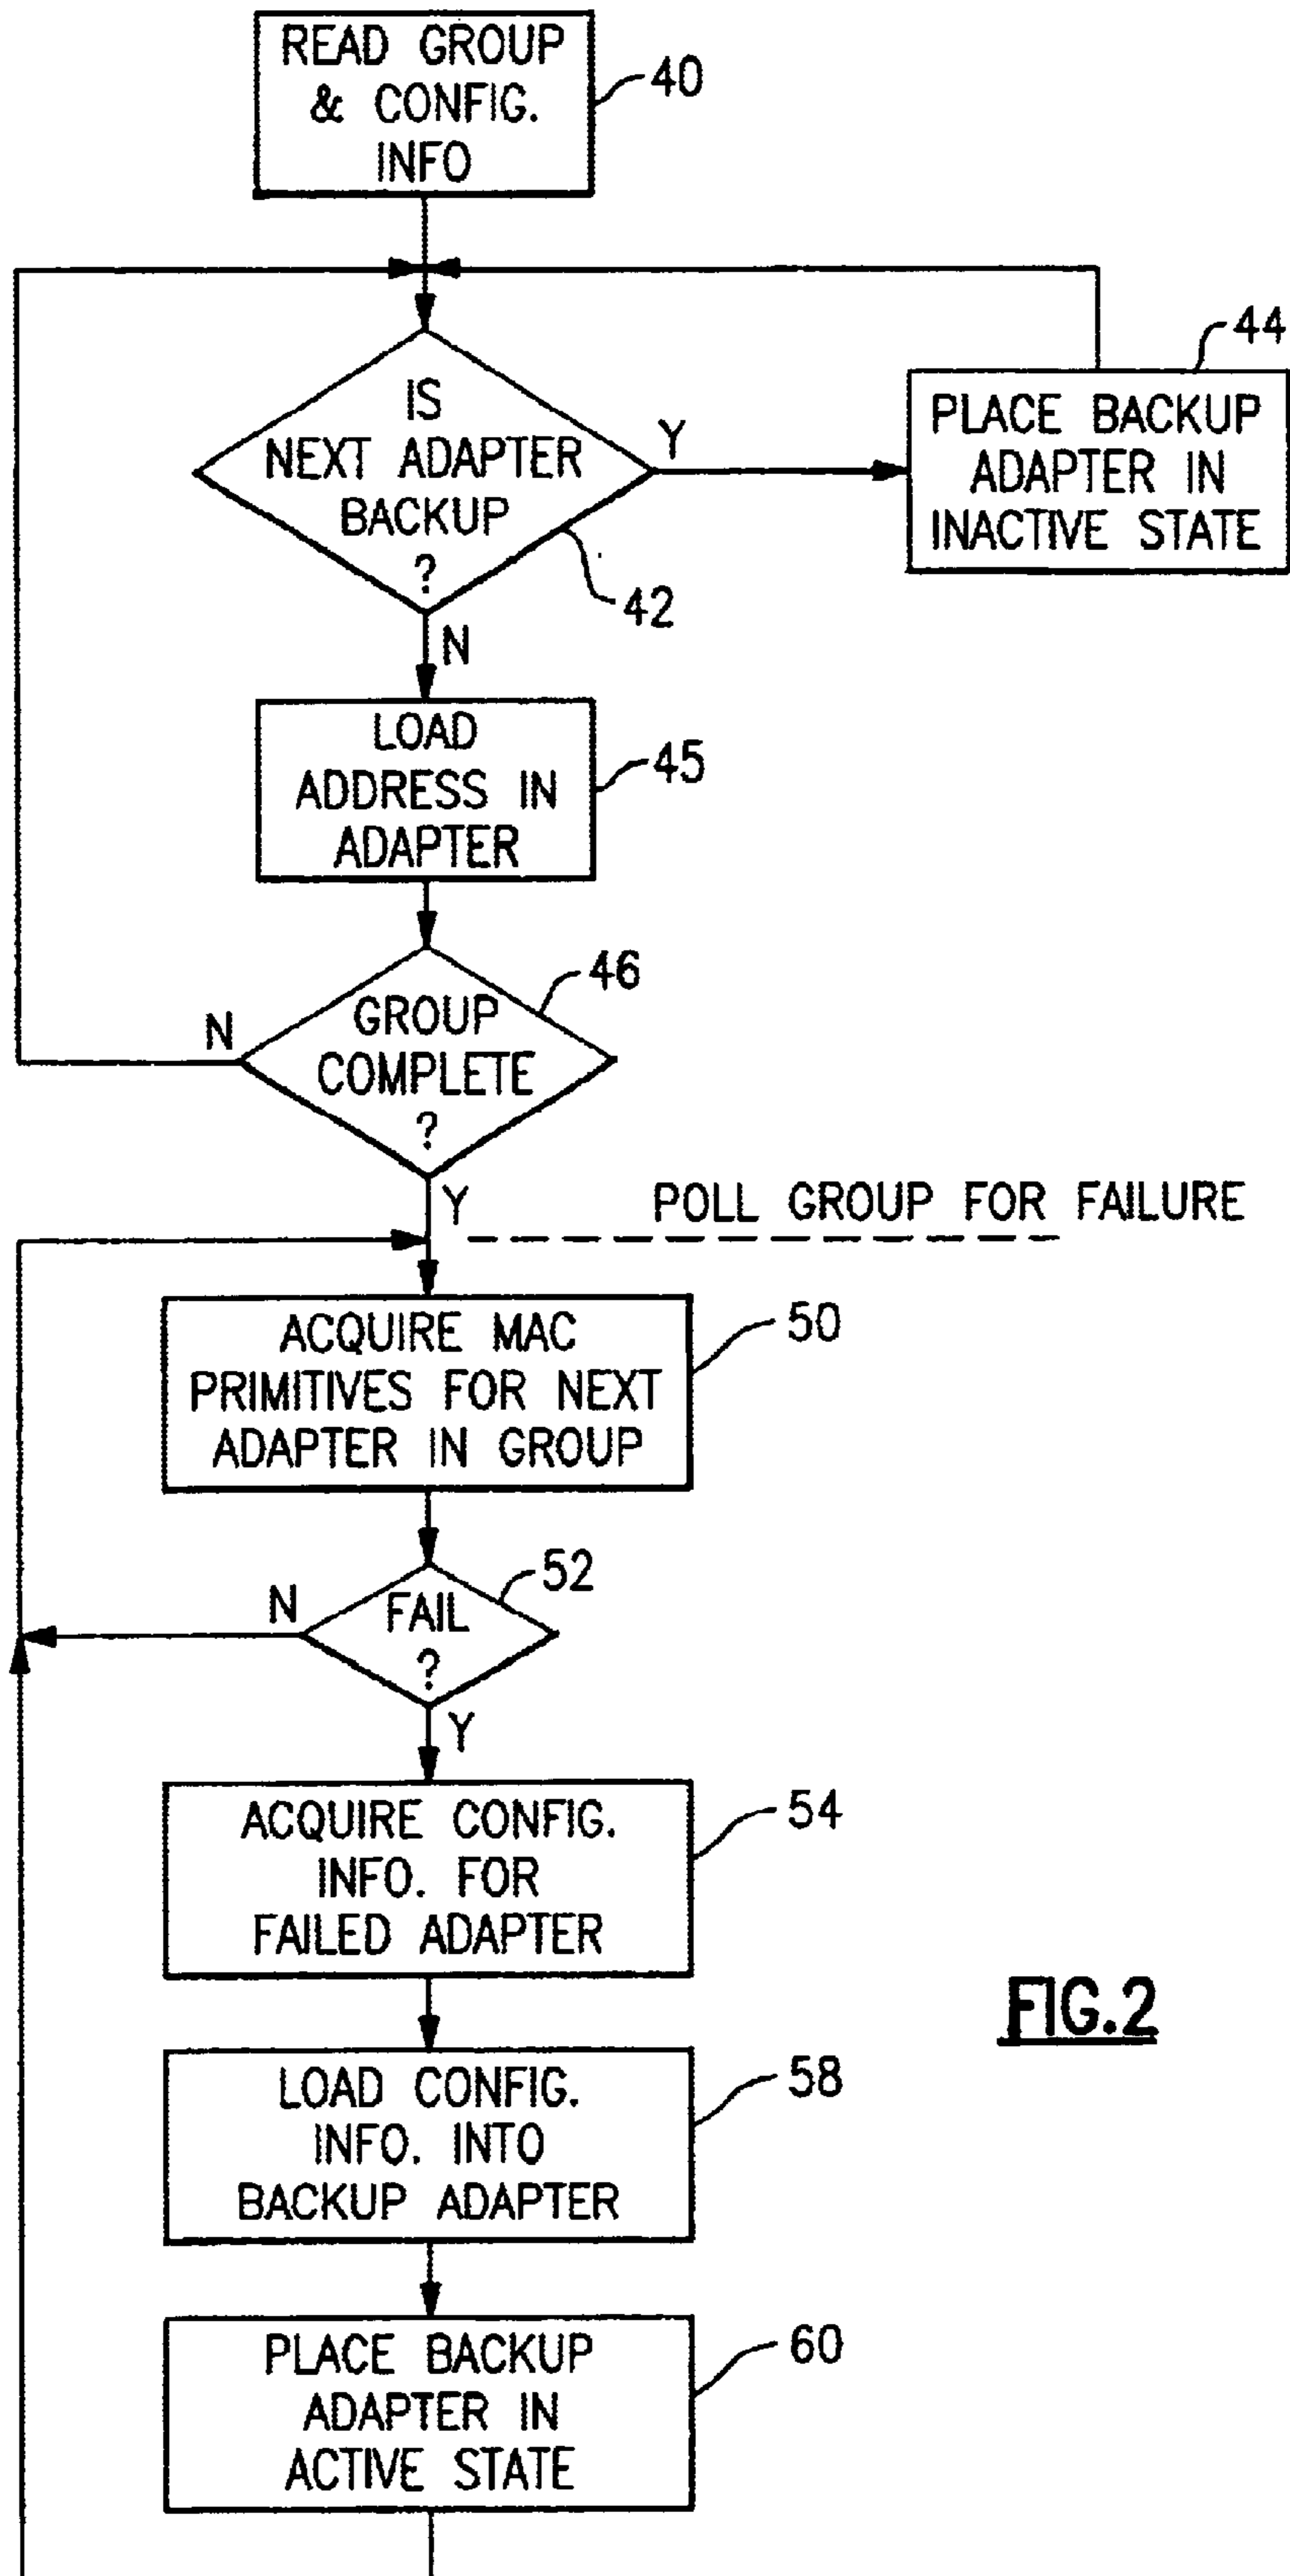 READ GROUP
& CONFIG.
INFO
40
IS
NEXT ADAPTER
BACKUP
?
42
Y
44
PLACE BACKUP
ADAPTER IN
INACTIVE STATE
N
LOAD
ADDRESS IN
ADAPTER
45
46
GROUP
COMPLETE
?
N
Y
POLL GROUP FOR FAILURE
ACQUIRE MAC
PRIMITIVES FOR NEXT
ADAPTER IN GROUP
50
52
FAIL
?
N
Y
ACQUIRE CONFIG.
INFO. FOR
FAILED ADAPTER
54
LOAD CONFIG.
INFO. INTO
BACKUP ADAPTER
58
PLACE BACKUP
ADAPTER IN
ACTIVE STATE
60
FIG.2